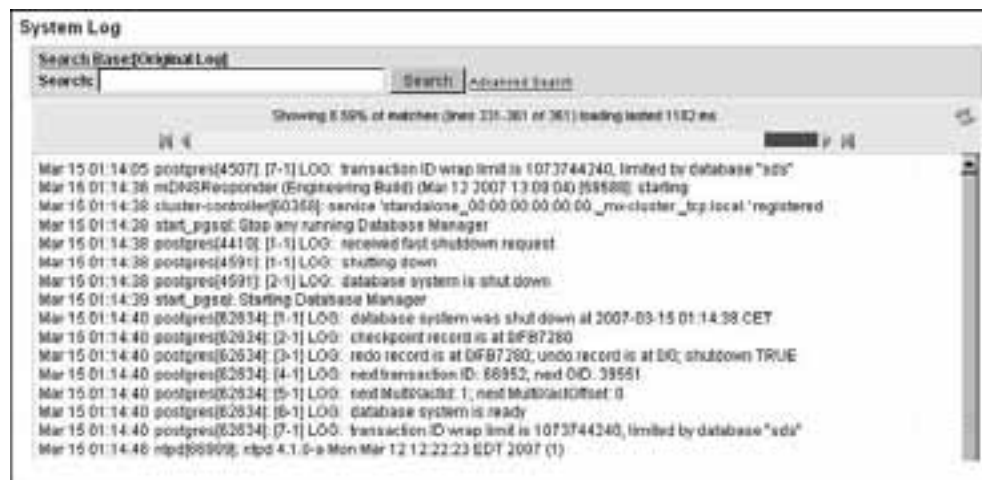 System Log
Search Base:[Original Log]
Search: Search Advanced Search
Showing 8.59% of matches (lines 331-361 of 361) loading lasted 1182 ms
Mar 15 01:14:05 postgres[4507]: [7-1] LOG: transaction ID wrap limit is 1073744240, limited by database "sds"
Mar 15 01:14:36 mDNSResponder (Engineering Build) (Mar 12 2007 13:09:04) starting
Mar 15 01:14:38 cluster-controller[60368]: service 'standalone_00:00:00:00:00:00._mx-cluster._tcp.local.' registered
Mar 15 01:14:38 start_pgsql: Stop any running Database Manager
Mar 15 01:14:38 postgres[4410]: [1-1] LOG: received fast shutdown request
Mar 15 01:14:38 postgres[4591]: [1-1] LOG: shutting down
Mar 15 01:14:38 postgres[4591]: [2-1] LOG: database system is shut down
Mar 15 01:14:39 start_pgsql: Starting Database Manager
Mar 15 01:14:40 postgres[62634]: [1-1] LOG: database system was shut down at 2007-03-15 01:14:38 CET
Mar 15 01:14:40 postgres[62634]: [2-1] LOG: checkpoint record is at 0/FB7280
Mar 15 01:14:40 postgres[62634]: [3-1] LOG: redo record is at 0/FB7280; undo record is at 0/0; shutdown TRUE
Mar 15 01:14:40 postgres[62634]: [4-1] LOG: next transaction ID: 66952; next OID: 39551
Mar 15 01:14:40 postgres[62634]: [5-1] LOG: next MultiXactId: 1; next MultiXactOffset: 0
Mar 15 01:14:40 postgres[62634]: [6-1] LOG: database system is ready
Mar 15 01:14:40 postgres[62634]: [7-1] LOG: transaction ID wrap limit is 1073744240, limited by database "sds"
Mar 15 01:14:46 ntpd 4.1.0-a Mon Mar 12 12:22:23 EDT 2007 (1)